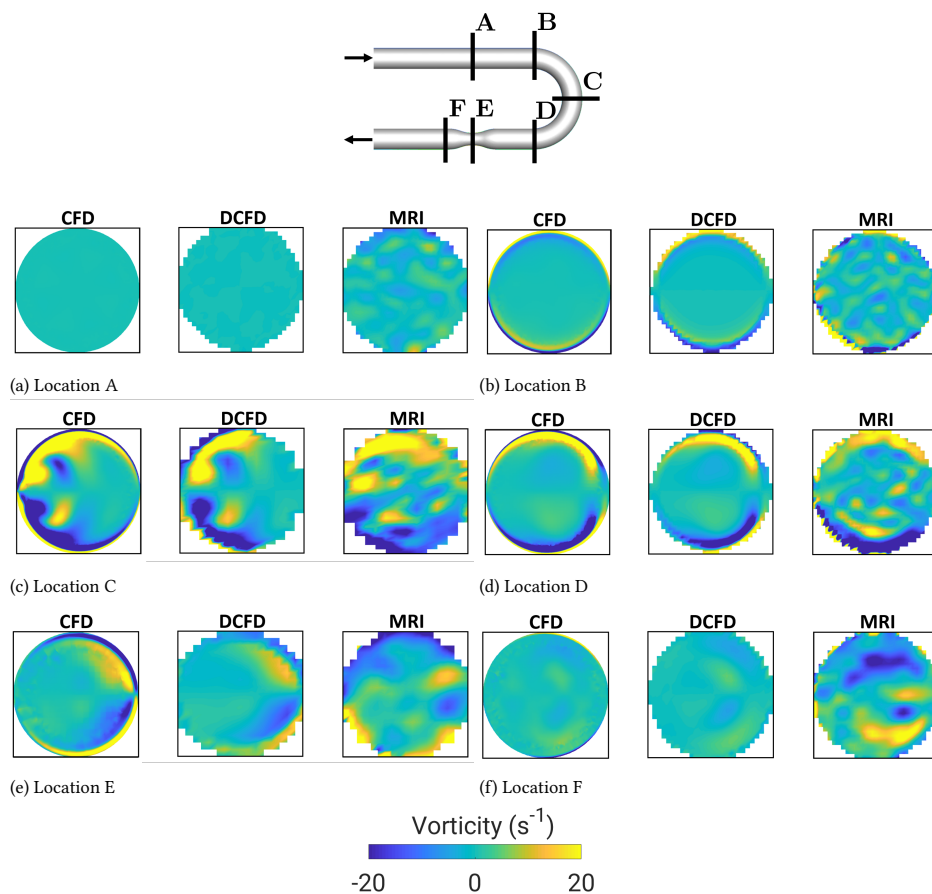 A
B
C
F
E
D
CFD DCFD MRI CFD DCFD MRI
(a) Location A (b) Location B
CFD DCFD MRI CFD DCFD MRI
(c) Location C (d) Location D
CFD DCFD MRI CFD DCFD MRI
(e) Location E (f) Location F
Vorticity (s⁻¹)
-20 0 20